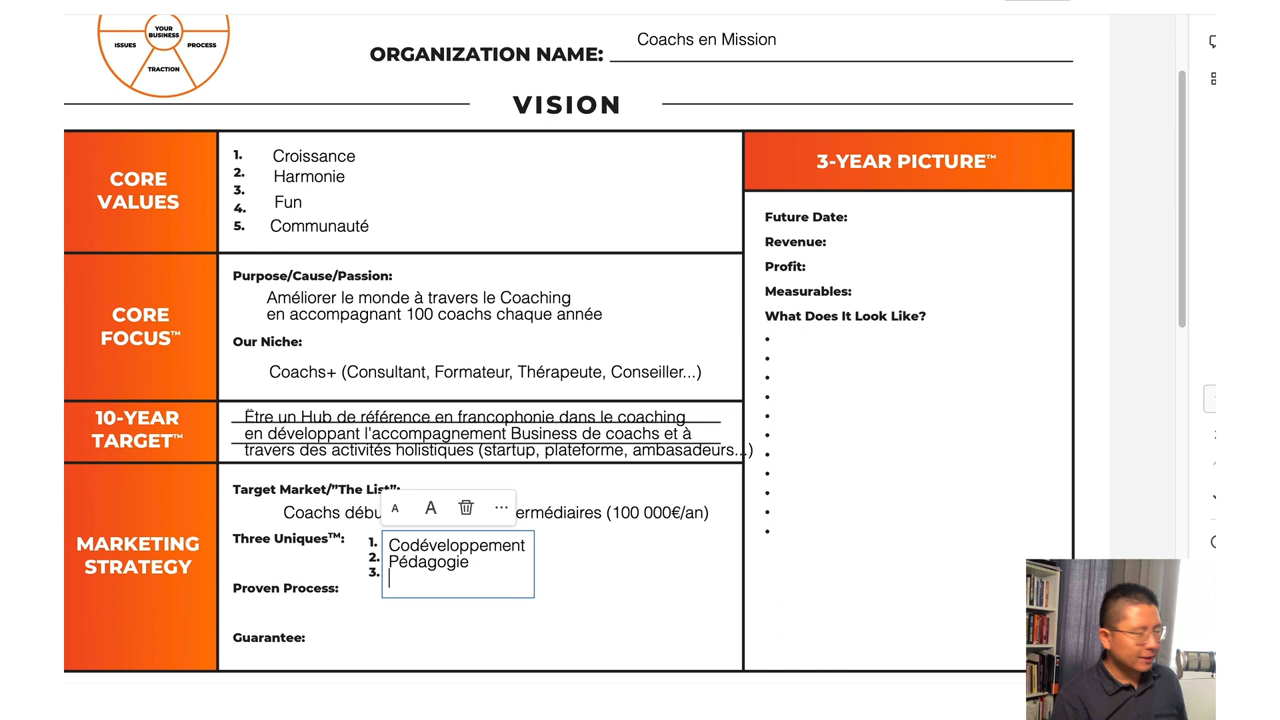 YOUR
BUSINESS
ISSUES
PROCESS
TRACTION
ORGANIZATION NAME: Coachs en Mission
VISION
CORE
VALUES
1. Croissance
2. Harmonie
3.
4. Fun
5. Communauté
CORE
FOCUS™
Purpose/Cause/Passion:
Améliorer le monde à travers le Coaching
en accompagnant 100 coachs chaque année
Our Niche:
Coachs+ (Consultant, Formateur, Thérapeute, Conseiller...)
10-YEAR
TARGET™
Être un Hub de référence en francophonie dans le coaching
en développant l'accompagnement Business de coachs et à
travers des activités holistiques (startup, plateforme, ambasadeurs...)
MARKETING
STRATEGY
Target Market/"The List":
Coachs débu ermédiaires (100 000€/an)
A A ...
Three Uniques™:
1. Codéveloppement
2. Pédagogie
3.
Proven Process:
Guarantee:
3-YEAR PICTURE™
Future Date:
Revenue:
Profit:
Measurables:
What Does It Look Like?